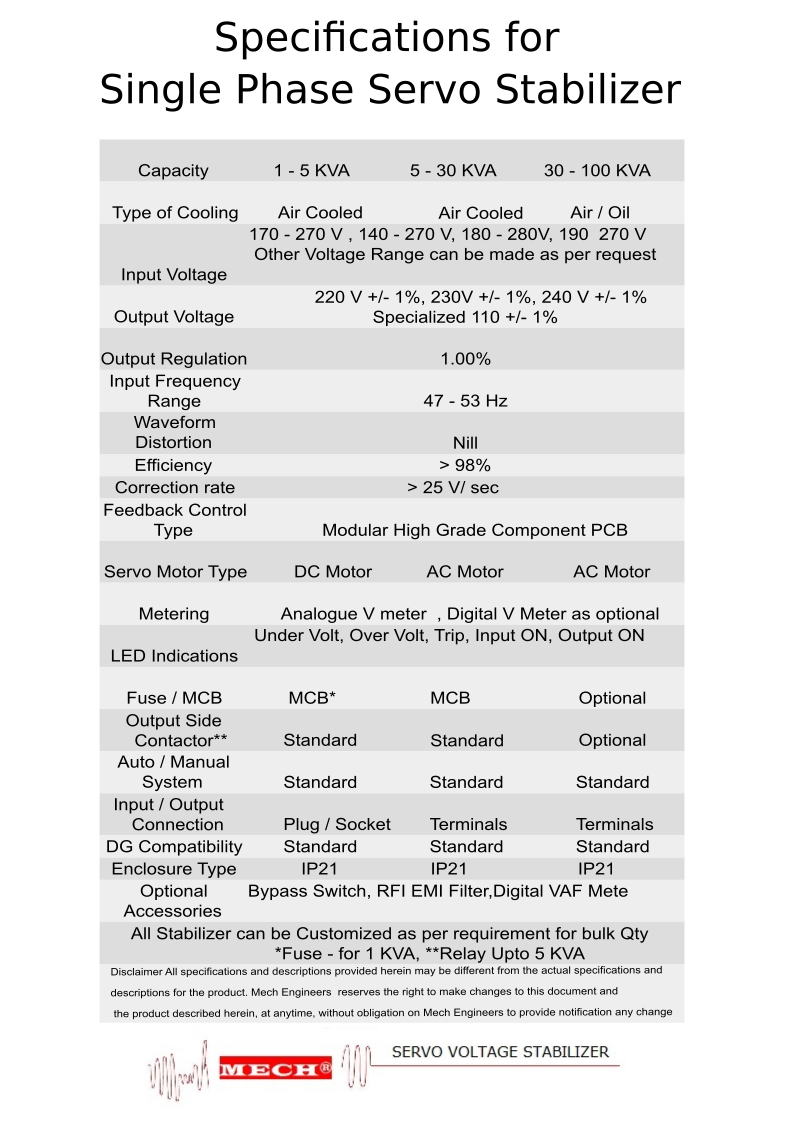 Specifications for
Single Phase Servo Stabilizer
Capacity 1 - 5 KVA 5 - 30 KVA 30 - 100 KVA
Type of Cooling Air Cooled Air Cooled Air / Oil
170 - 270 V , 140 - 270 V, 180 - 280V, 190 270 V
Other Voltage Range can be made as per request
Input Voltage
220 V +/- 1%, 230V +/- 1%, 240 V +/- 1%
Output Voltage Specialized 110 +/- 1%
Output Regulation 1.00%
Input Frequency
Range 47 - 53 Hz
Waveform
Distortion Nill
Efficiency > 98%
Correction rate > 25 V/ sec
Feedback Control
Type Modular High Grade Component PCB
Servo Motor Type DC Motor AC Motor AC Motor
Metering Analogue V meter , Digital V Meter as optional
Under Volt, Over Volt, Trip, Input ON, Output ON
LED Indications
Fuse / MCB MCB* MCB Optional
Output Side
Contactor** Standard Standard Optional
Auto / Manual
System Standard Standard Standard
Input / Output
Connection Plug / Socket Terminals Terminals
DG Compatibility Standard Standard Standard
Enclosure Type IP21 IP21 IP21
Optional Bypass Switch, RFI EMI Filter,Digital VAF Mete
Accessories
All Stabilizer can be Customized as per requirement for bulk Qty
*Fuse - for 1 KVA, **Relay Upto 5 KVA
Disclaimer All specifications and descriptions provided herein may be different from the actual specifications and
descriptions for the product. Mech Engineers reserves the right to make changes to this document and
the product described herein, at anytime, without obligation on Mech Engineers to provide notification any change
MECH® SERVO VOLTAGE STABILIZER